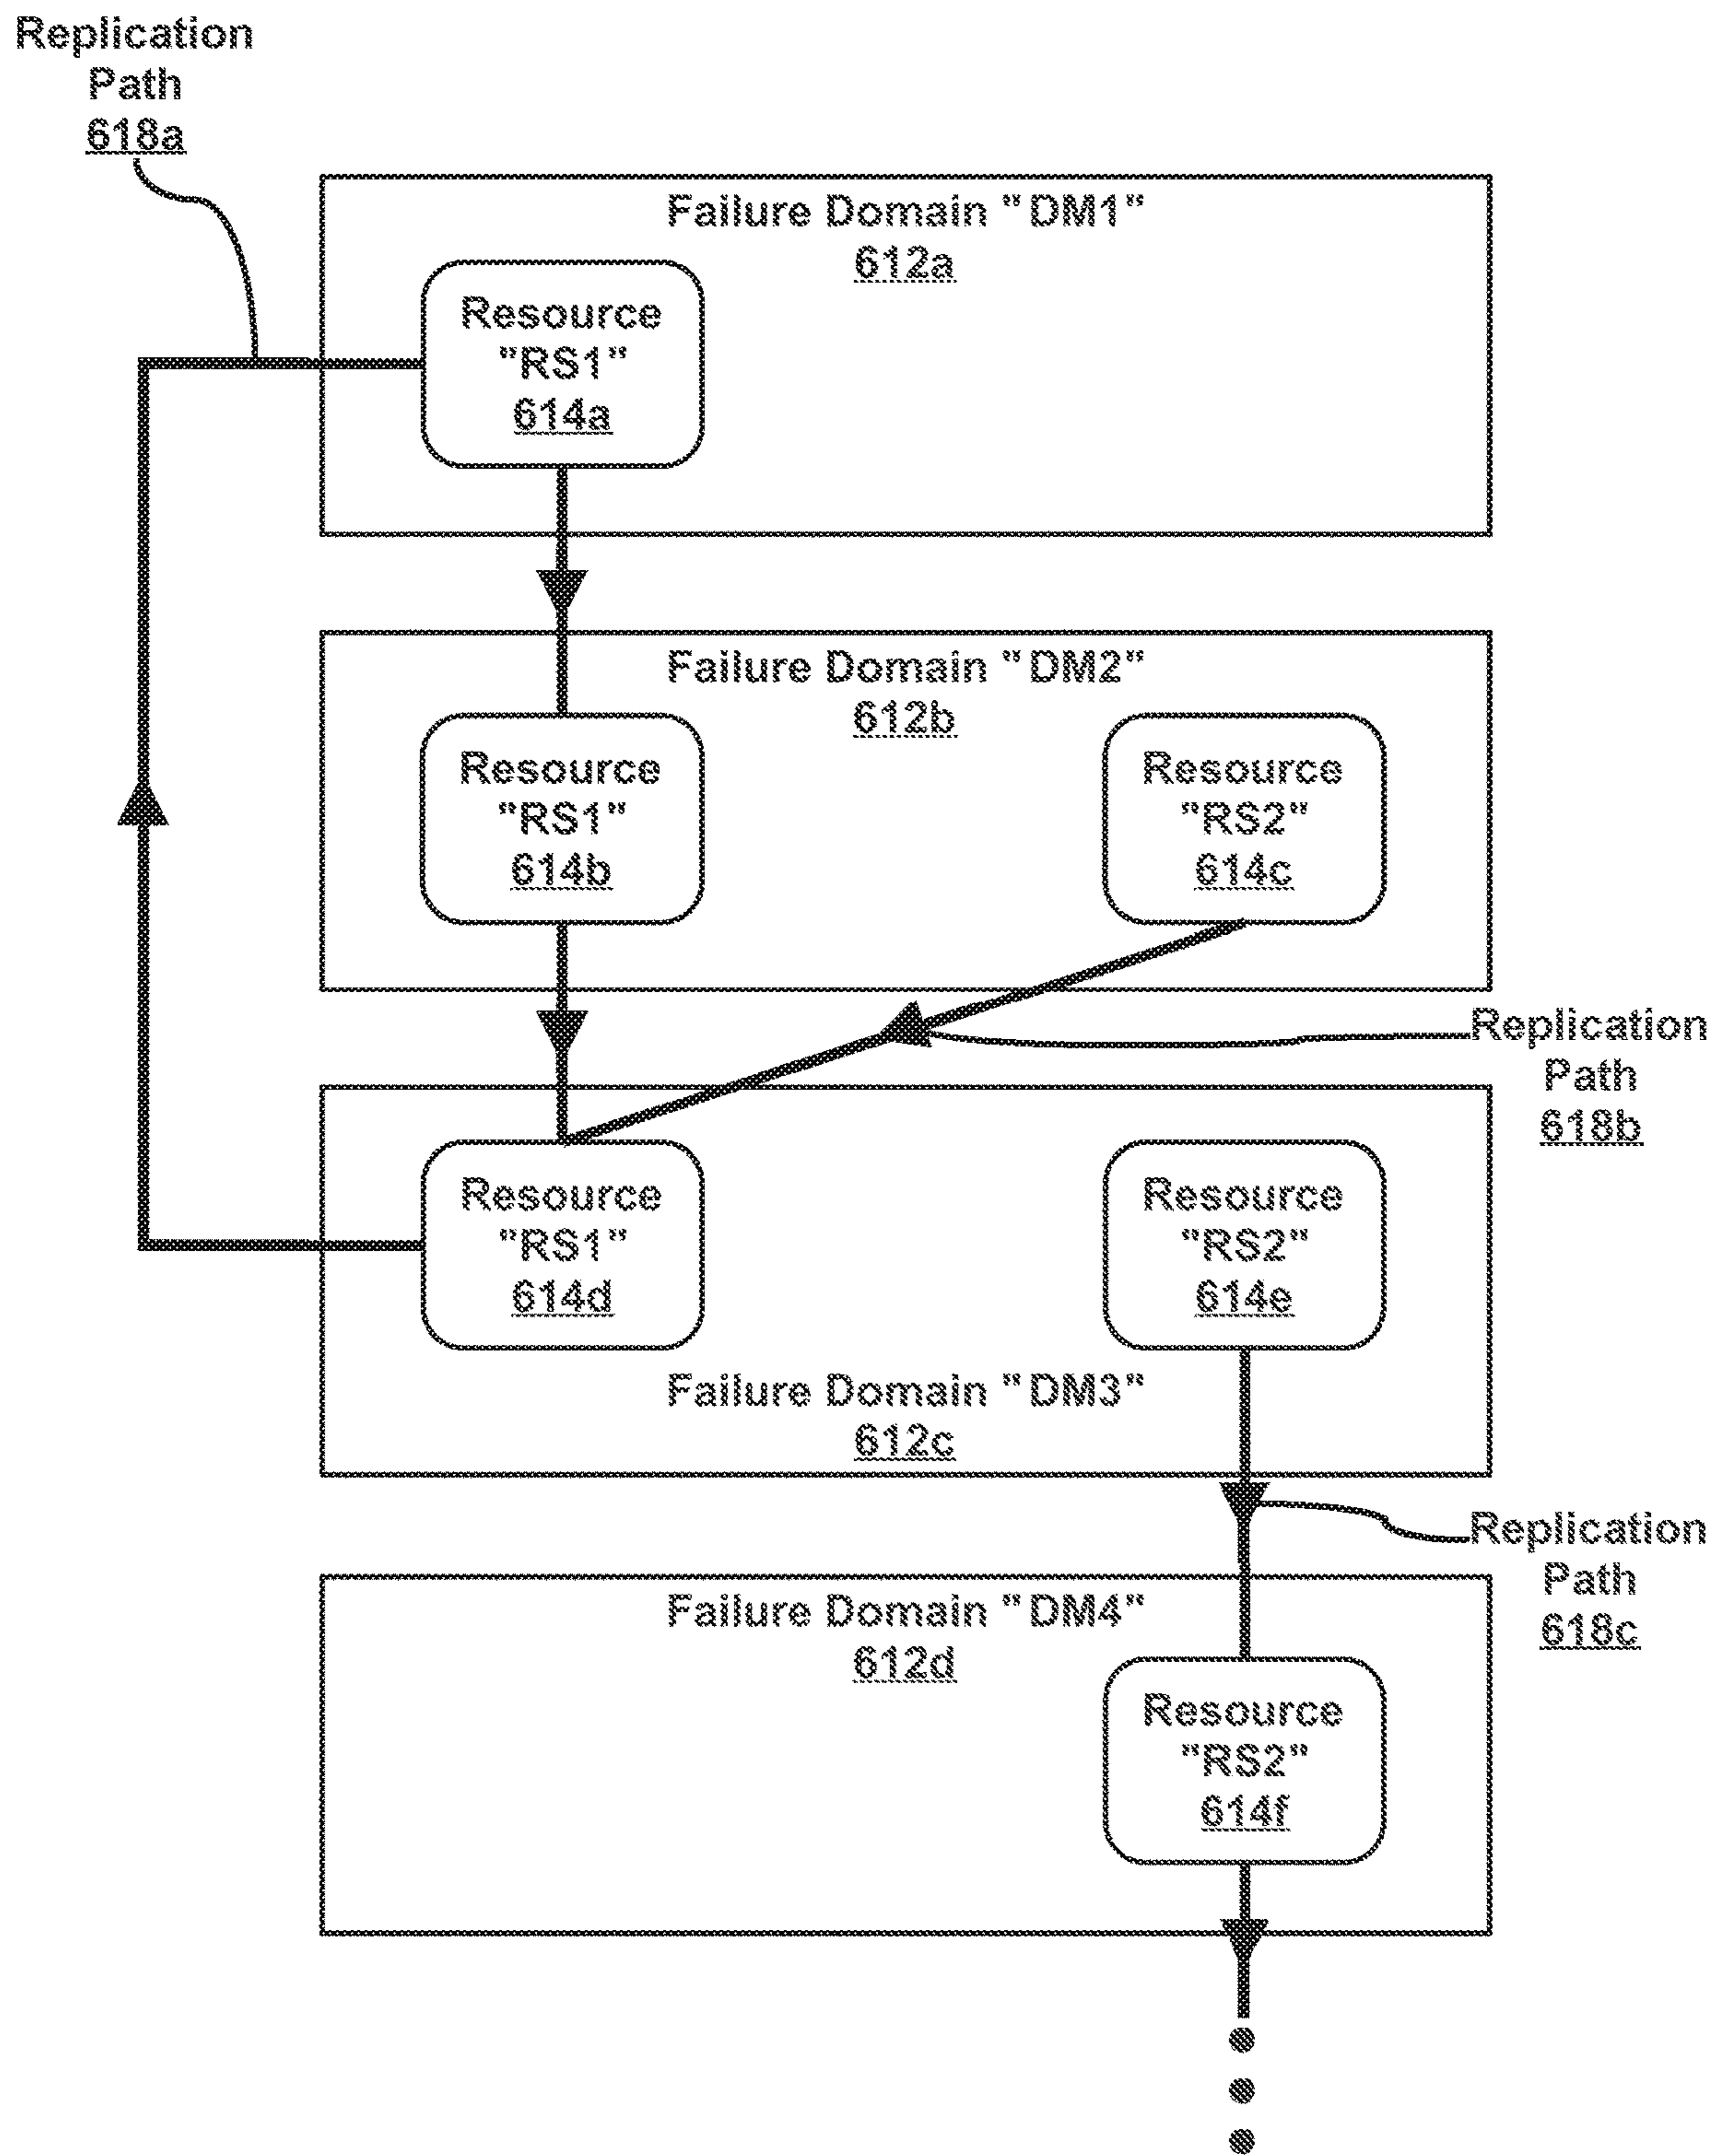 Replication
Path
618a
Failure Domain "DM1"
612a
Resource
"RS1"
614a
Failure Domain "DM2"
612b
Resource
"RS1"
614b
Resource
"RS2"
614c
Replication
Path
618b
Resource
"RS1"
614d
Resource
"RS2"
614e
Failure Domain "DM3"
612c
Replication
Path
618c
Failure Domain "DM4"
612d
Resource
"RS2"
614f